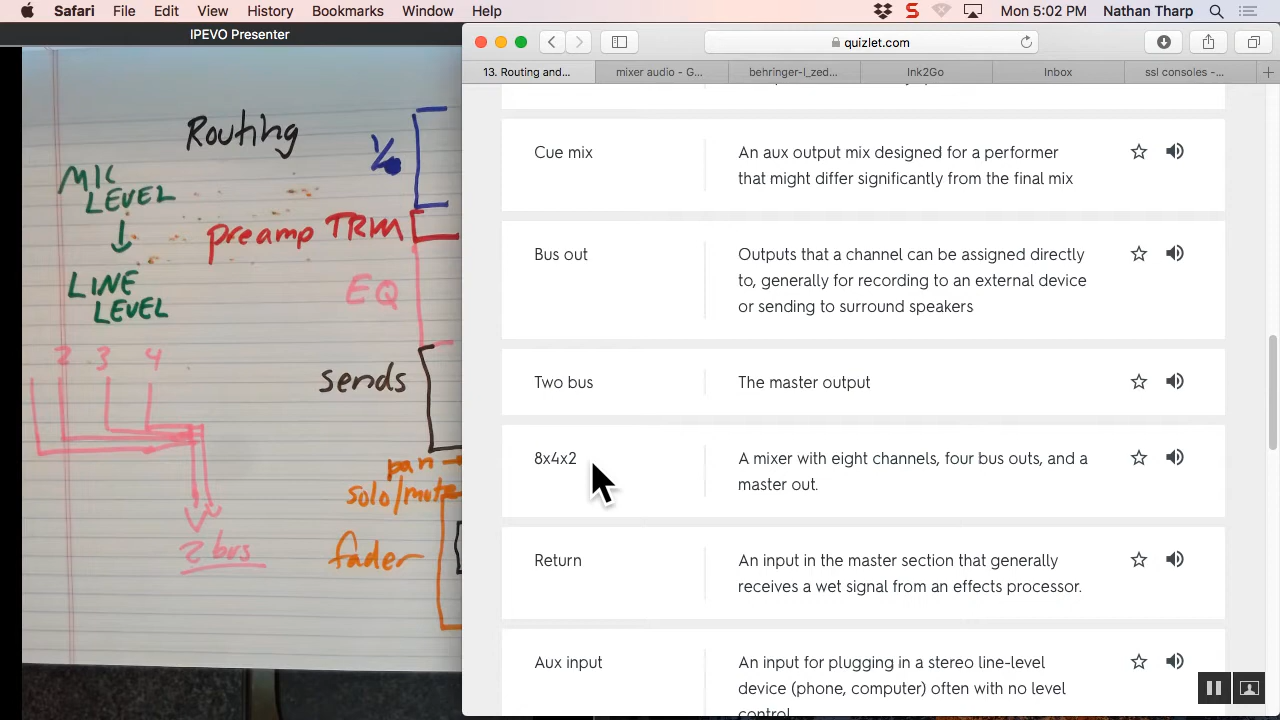 Safari File Edit View History Bookmarks Window Help Mon 5:02 PM Nathan Tharp
IPEVO Presenter
quizlet.com
13. Routing and...
mixer audio - G...
behringer-l_zed...
Ink2Go
Inbox
ssl consoles -...
Routing
MIC
LEVEL
LINE
LEVEL
2 3 4
2 bus
preamp TRM
EQ
sends
pan
solo/mute
fader
Cue mix
An aux output mix designed for a performer
that might differ significantly from the final mix
Bus out
Outputs that a channel can be assigned directly
to, generally for recording to an external device
or sending to surround speakers
Two bus
The master output
8x4x2
A mixer with eight channels, four bus outs, and a
master out.
Return
An input in the master section that generally
receives a wet signal from an effects processor.
Aux input
An input for plugging in a stereo line-level
device (phone, computer) often with no level
control